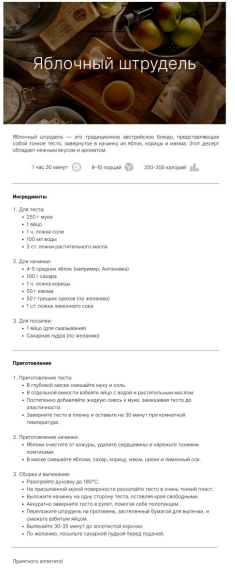 Яблочный штрудель
Яблочный штрудель — это традиционное австрийское блюдо, представляющее
собой тонкое тесто, завернутое в начинку из яблок, корицы и изюма. Этот десерт
обладает нежным вкусом и ароматом.
1 час 30 минут 8-10 порций 250-300 калорий
Ингредиенты
1. Для теста:
• 250 г муки
• 1 яйцо
• 1 ч. ложка соли
• 100 мл воды
• 2 ст. ложки растительного масла
2. Для начинки:
• 4-5 средних яблок (например, Антоновка)
• 100 г сахара
• 1 ч. ложка корицы
• 50 г изюма
• 50 г грецких орехов (по желанию)
• 1 ст. ложка лимонного сока
3. Для посыпки:
• 1 яйцо (для смазывания)
• Сахарная пудра (по желанию)
Приготовление
1. Приготовление теста:
• В глубокой миске смешайте муку и соль.
• В отдельной емкости взбейте яйцо с водой и растительным маслом.
• Постепенно добавляйте жидкую смесь к муке, замешивая тесто до
эластичности.
• Заверните тесто в пленку и оставьте на 30 минут при комнатной
температуре.
2. Приготовление начинки:
• Яблоки очистите от кожуры, удалите сердцевины и нарежьте тонкими
ломтиками.
• В миске смешайте яблоки, сахар, корицу, изюм, орехи и лимонный сок.
3. Сборка и выпекание:
• Разогрейте духовку до 180°C.
• На присыпанной мукой поверхности раскатайте тесто в очень тонкий пласт.
• Выложите начинку на одну сторону теста, оставляя края свободными.
• Аккуратно заверните тесто в рулет, помогая себе полотенцем.
• Переложите штрудель на противень, застеленный бумагой для выпечки, и
смажьте взбитым яйцом.
• Выпекайте 30-35 минут до золотистой корочки.
• По желанию, посыпьте сахарной пудрой перед подачей.
Приятного аппетита!